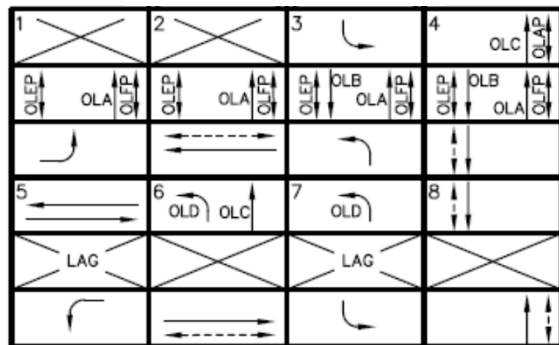 1 2 3 4
OLC OLAP
OLEP OLA OLFP OLEP OLA OLFP OLEP OLB OLA OLFP OLEP OLB OLA OLFP
5 6 7 8
OLD OLC OLD
LAG LAG